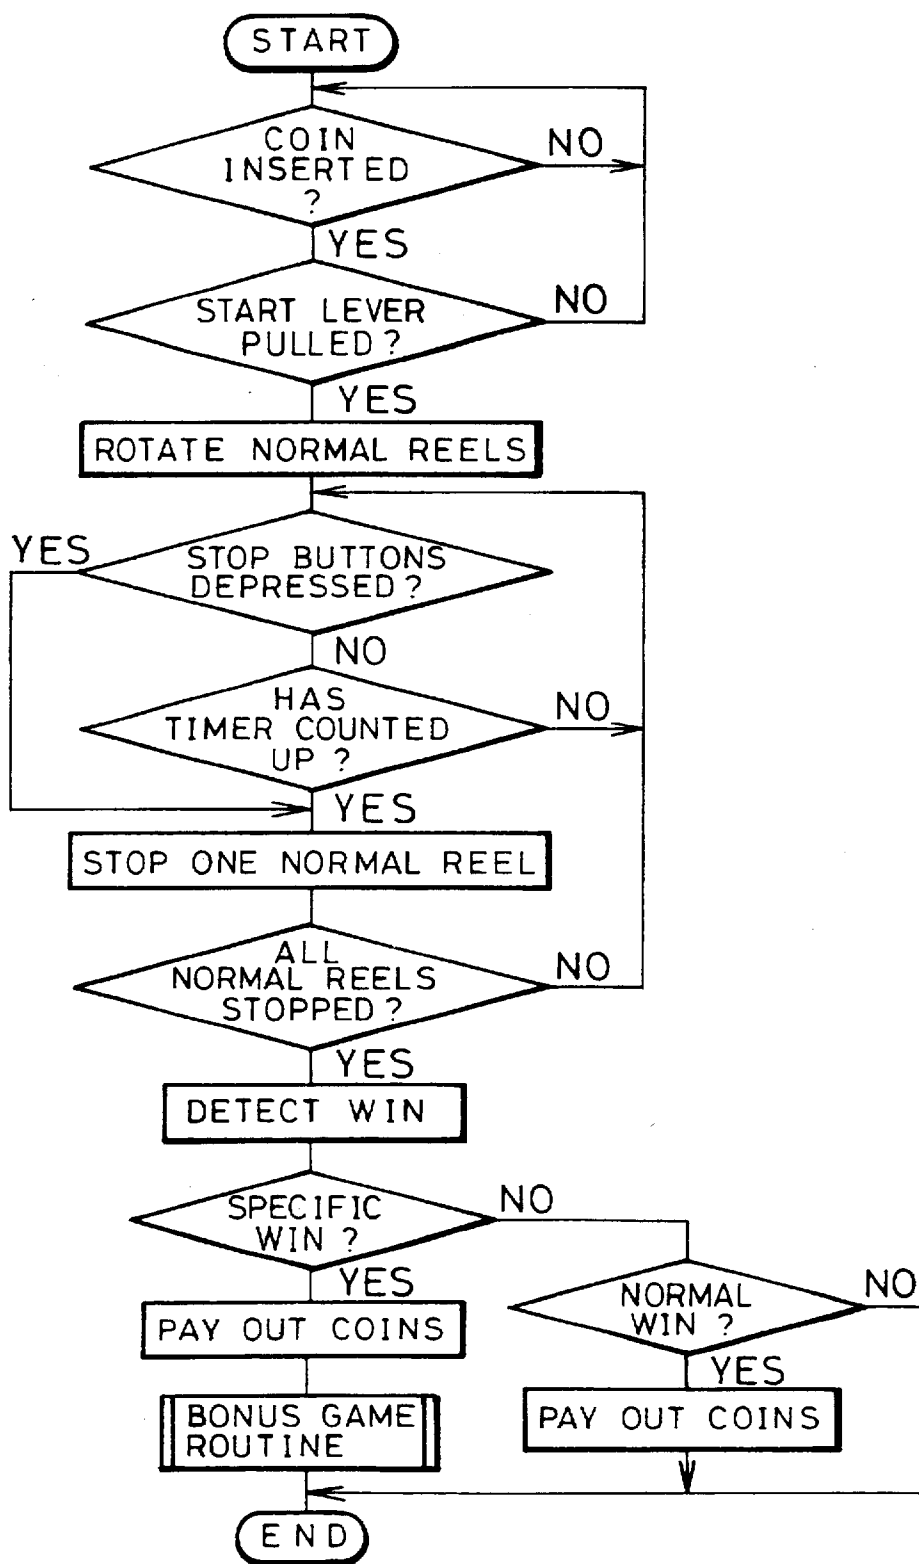 START
COIN
INSERTED
?
NO
YES
START LEVER
PULLED ?
NO
YES
ROTATE NORMAL REELS
YES
STOP BUTTONS
DEPRESSED ?
NO
HAS
TIMER COUNTED
UP ?
NO
YES
STOP ONE NORMAL REEL
ALL
NORMAL REELS
STOPPED ?
NO
YES
DETECT WIN
SPECIFIC
WIN ?
NO
YES
NORMAL
WIN ?
NO
PAY OUT COINS
YES
BONUS GAME
ROUTINE
PAY OUT COINS
END